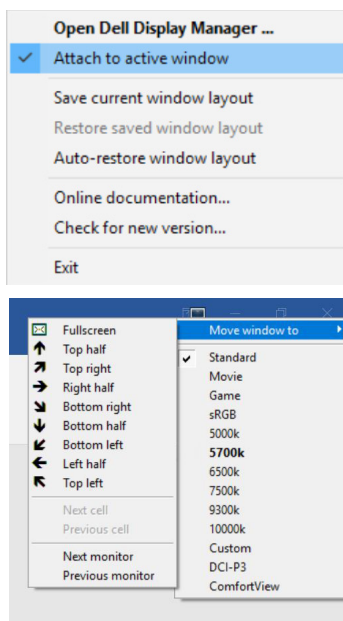 Open Dell Display Manager ...
Attach to active window
Save current window layout
Restore saved window layout
Auto-restore window layout
Online documentation...
Check for new version...
Exit
Fullscreen
Top half
Top right
Right half
Bottom right
Bottom half
Bottom left
Left half
Top left
Next cell
Previous cell
Next monitor
Previous monitor
Move window to
Standard
Movie
Game
sRGB
5000k
5700k
6500k
7500k
9300k
10000k
Custom
DCI-P3
ComfortView